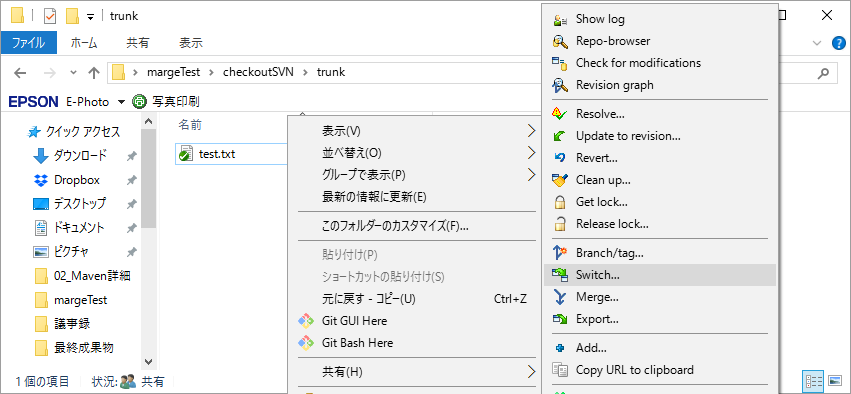 trunk
ファイル ホーム 共有 表示
margeTest checkoutSVN trunk
EPSON E-Photo 写真印刷
クイック アクセス
ダウンロード
Dropbox
デスクトップ
ドキュメント
ピクチャ
02_Maven詳細
margeTest
議事録
最終成果物
名前
test.txt
1 個の項目 状況: 共有
表示(V)
並べ替え(O)
グループで表示(P)
最新の情報に更新(E)
このフォルダーのカスタマイズ(F)...
貼り付け(P)
ショートカットの貼り付け(S)
元に戻す - コピー(U) Ctrl+Z
Git GUI Here
Git Bash Here
共有(H)
Show log
Repo-browser
Check for modifications
Revision graph
Resolve...
Update to revision...
Revert...
Clean up...
Get lock...
Release lock...
Branch/tag...
Switch...
Merge...
Export...
Add...
Copy URL to clipboard